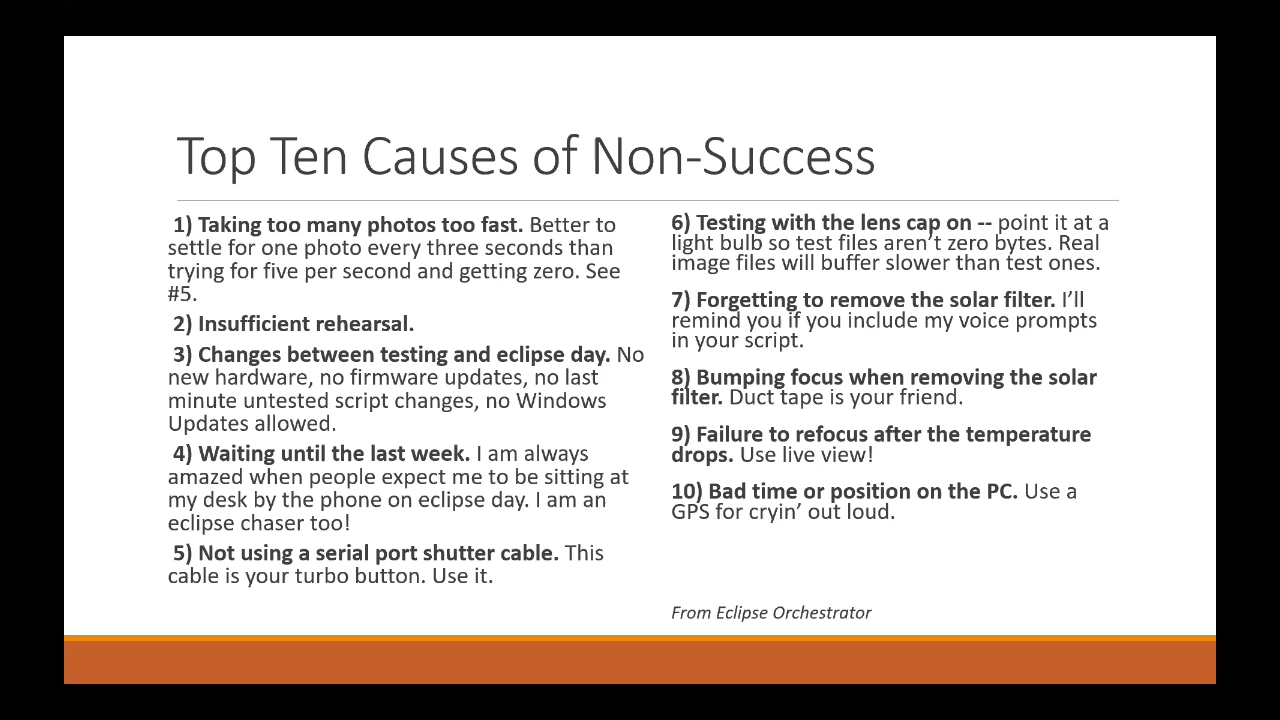 Top Ten Causes of Non-Success
1) Taking too many photos too fast. Better to
settle for one photo every three seconds than
trying for five per second and getting zero. See
#5.
2) Insufficient rehearsal.
3) Changes between testing and eclipse day. No
new hardware, no firmware updates, no last
minute untested script changes, no Windows
Updates allowed.
4) Waiting until the last week. I am always
amazed when people expect me to be sitting at
my desk by the phone on eclipse day. I am an
eclipse chaser too!
5) Not using a serial port shutter cable. This
cable is your turbo button. Use it.
6) Testing with the lens cap on -- point it at a
light bulb so test files aren’t zero bytes. Real
image files will buffer slower than test ones.
7) Forgetting to remove the solar filter. I’ll
remind you if you include my voice prompts
in your script.
8) Bumping focus when removing the solar
filter. Duct tape is your friend.
9) Failure to refocus after the temperature
drops. Use live view!
10) Bad time or position on the PC. Use a
GPS for cryin’ out loud.
From Eclipse Orchestrator